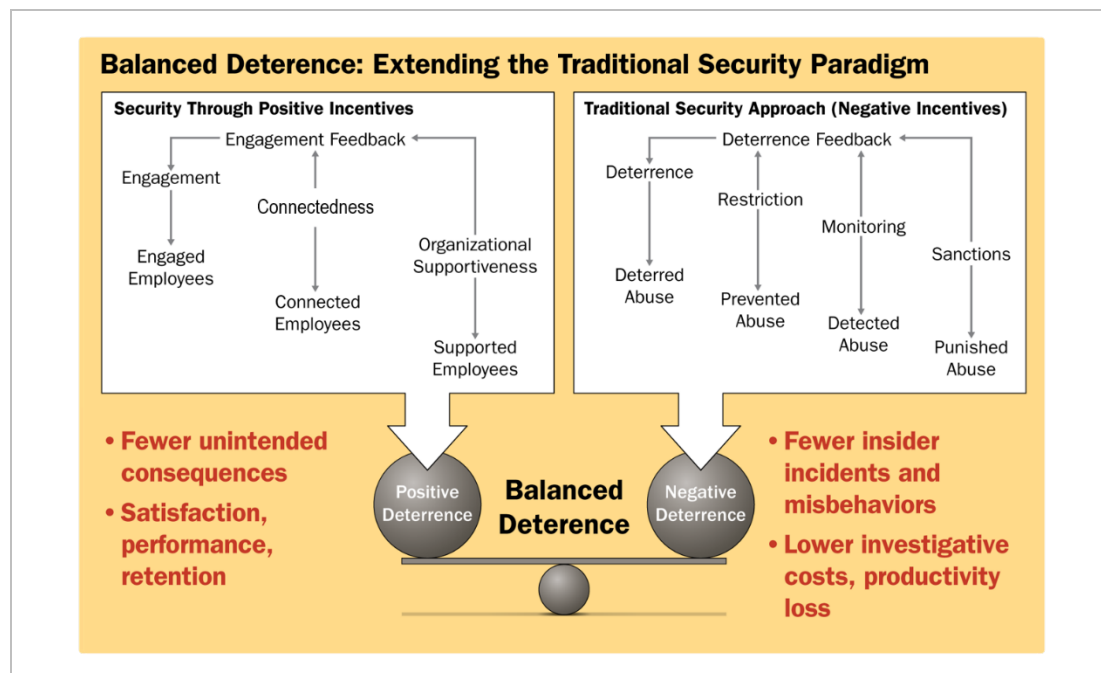 Balanced Deterence: Extending the Traditional Security Paradigm
Security Through Positive Incentives
Engagement Feedback
Engagement
Connectedness
Organizational
Supportiveness
Engaged
Employees
Connected
Employees
Supported
Employees
Traditional Security Approach (Negative Incentives)
Deterrence Feedback
Deterrence
Restriction
Monitoring
Sanctions
Deterred
Abuse
Prevented
Abuse
Detected
Abuse
Punished
Abuse
• Fewer unintended
consequences
• Satisfaction,
performance,
retention
Positive
Deterrence
Balanced
Deterence
Negative
Deterrence
• Fewer insider
incidents and
misbehaviors
• Lower investigative
costs, productivity
loss